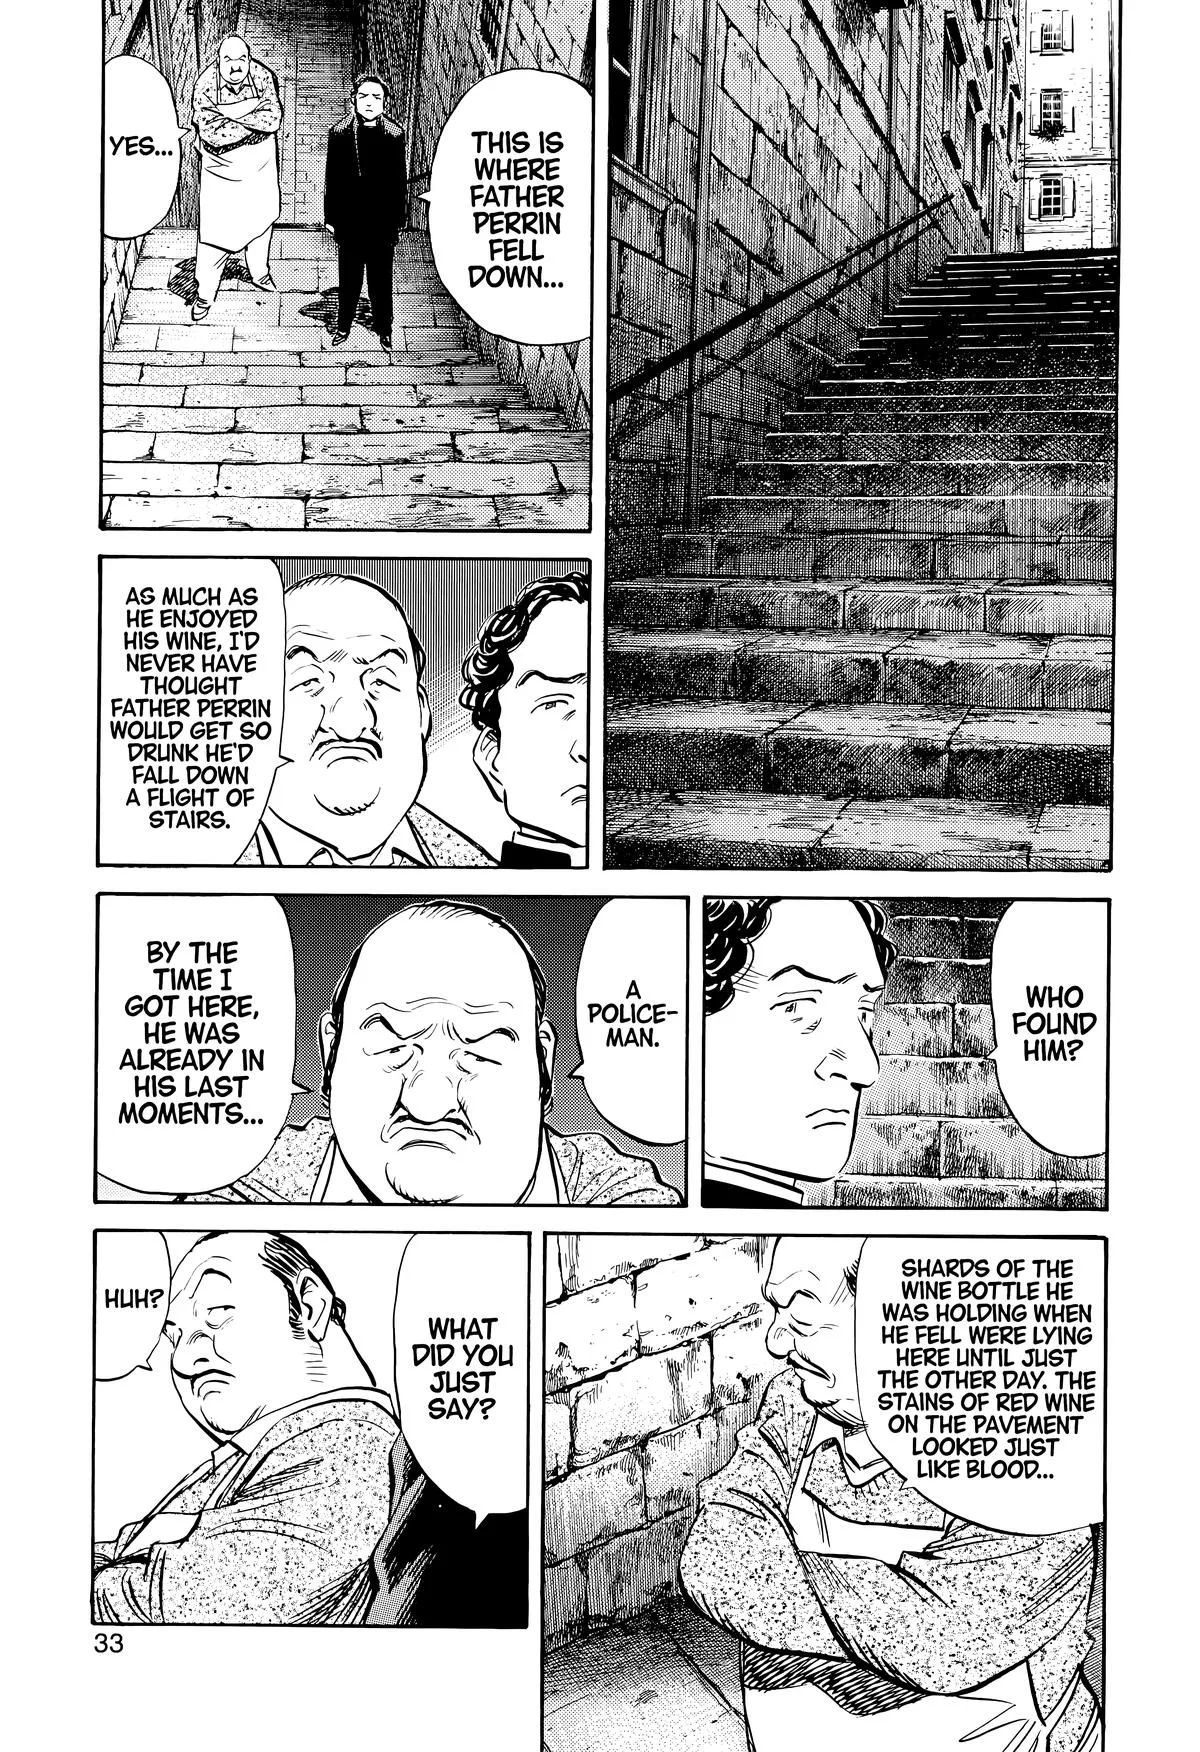 THIS IS
WHERE
FATHER
PERRIN
FELL
DOWN...
YES...
AS MUCH AS
HE ENJOYED
HIS WINE, I'D
NEVER HAVE
THOUGHT
FATHER PERRIN
WOULD GET SO
DRUNK HE'D
FALL DOWN
A FLIGHT OF
STAIRS.
WHO
FOUND
HIM?
A
POLICE-
MAN.
BY THE
TIME I
GOT HERE,
HE WAS
ALREADY IN
HIS LAST
MOMENTS...
SHARDS OF THE
WINE BOTTLE HE
WAS HOLDING WHEN
HE FELL WERE LYING
HERE UNTIL JUST
THE OTHER DAY. THE
STAINS OF RED WINE
ON THE PAVEMENT
LOOKED JUST
LIKE BLOOD...
WHAT
DID YOU
JUST
SAY?
HUH?
33